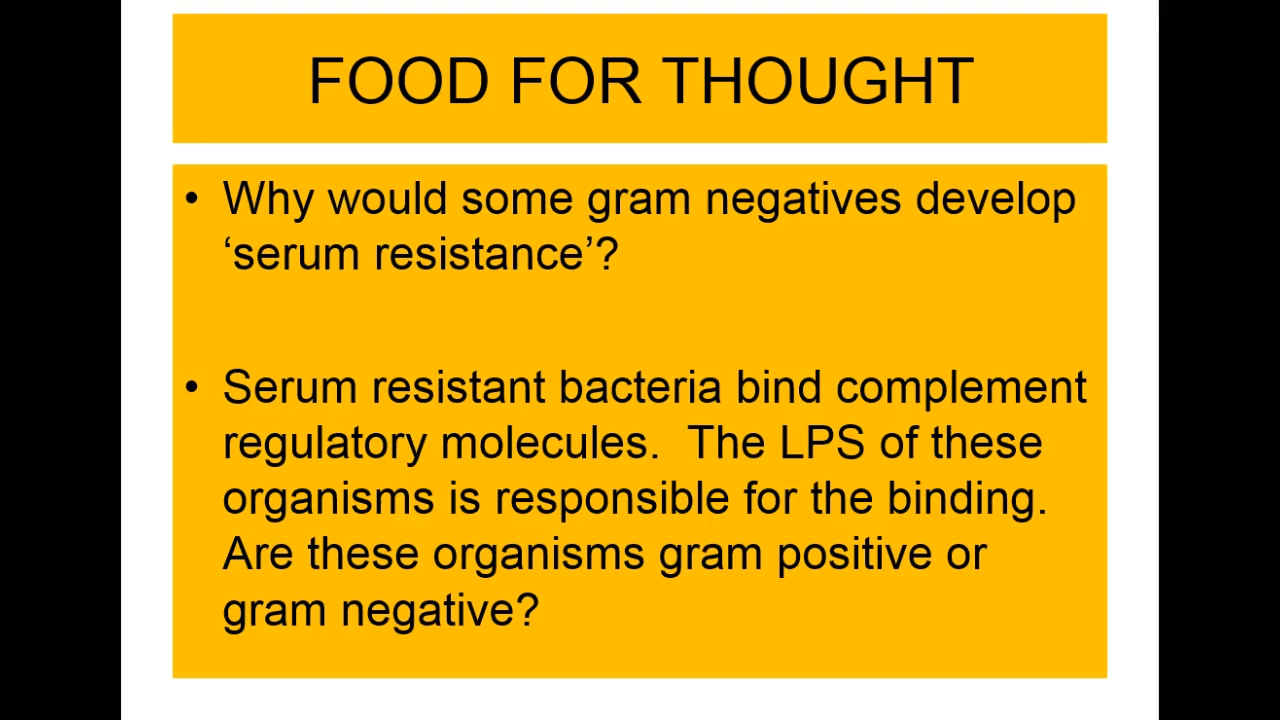 FOOD FOR THOUGHT
• Why would some gram negatives develop
‘serum resistance’?
• Serum resistant bacteria bind complement
regulatory molecules.  The LPS of these
organisms is responsible for the binding.
Are these organisms gram positive or
gram negative?